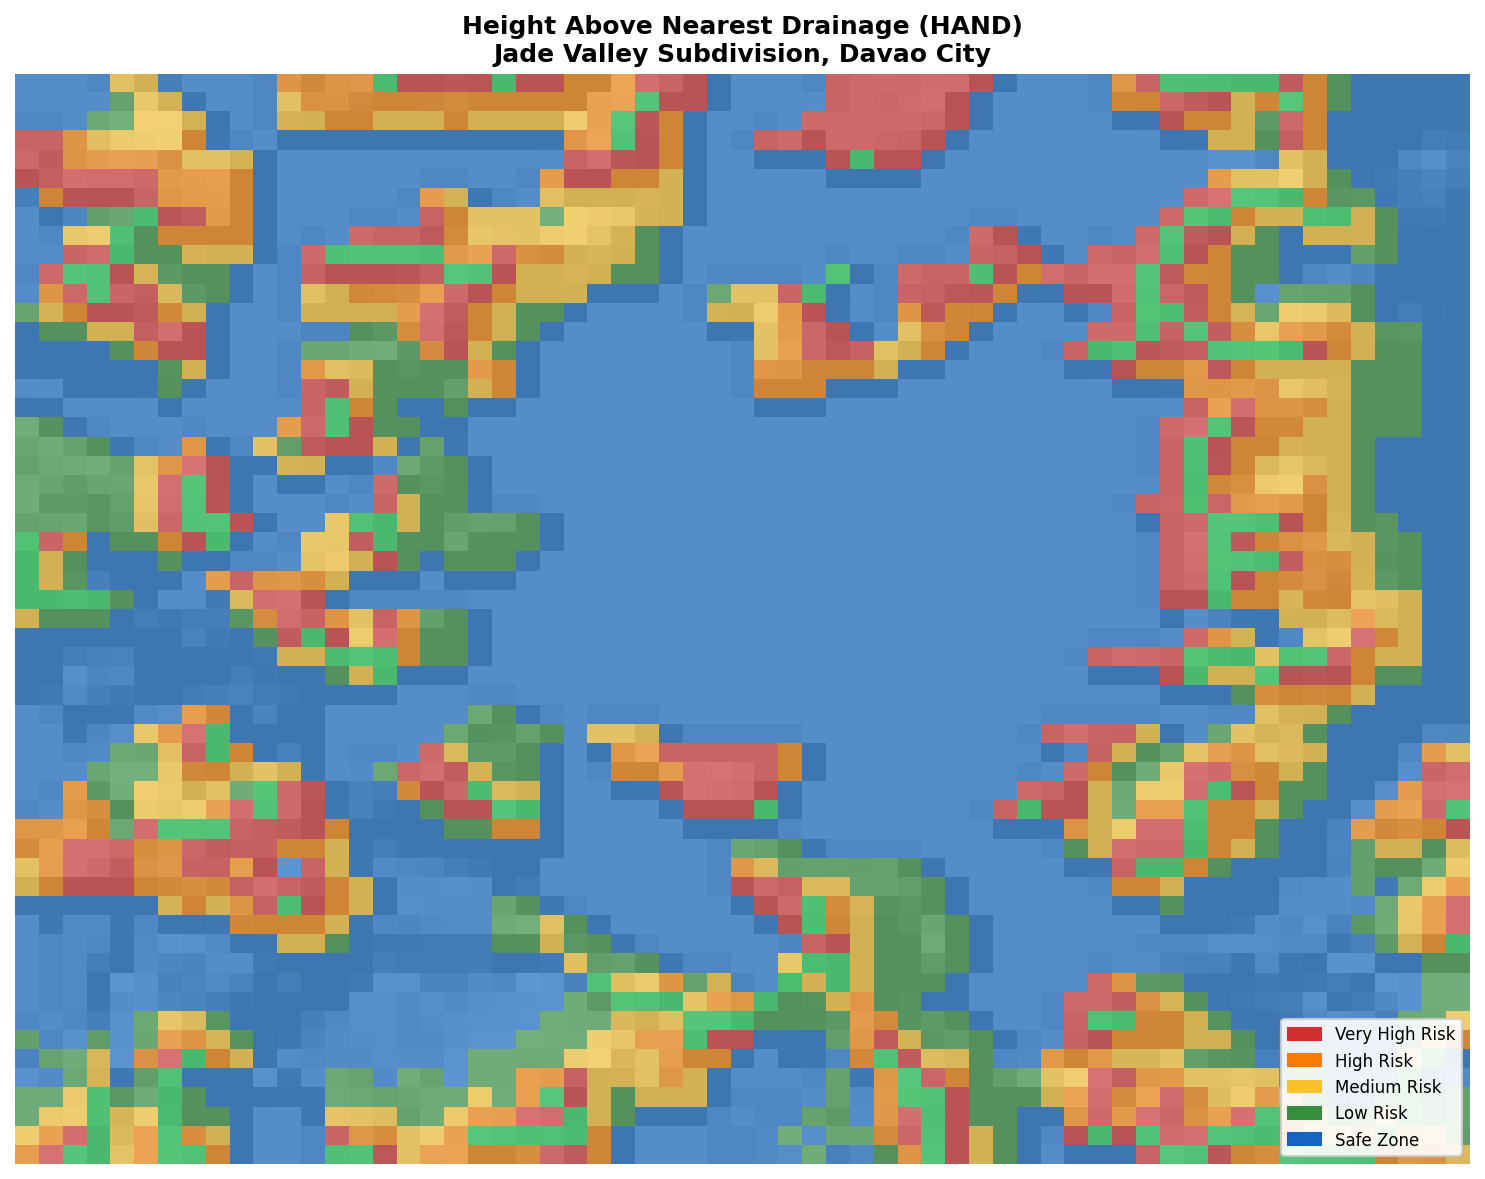 Height Above Nearest Drainage (HAND)
Jade Valley Subdivision, Davao City
Very High Risk
High Risk
Medium Risk
Low Risk
Safe Zone